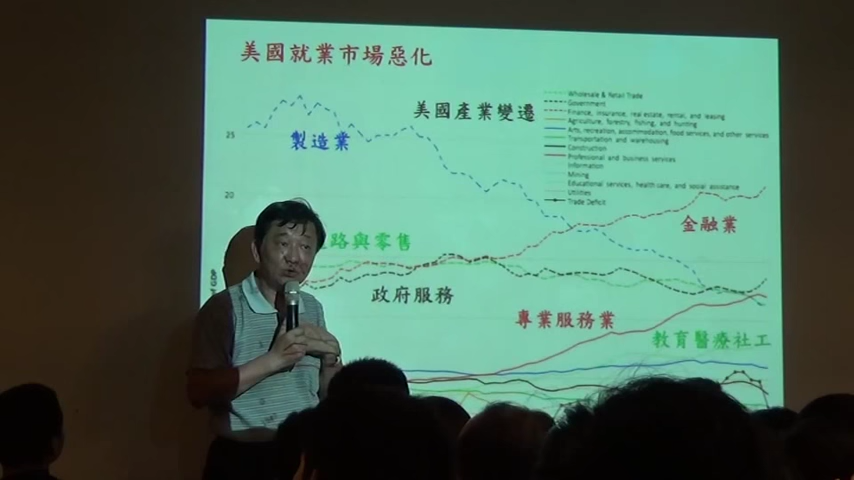 美國就業市場惡化
美國產業變遷
Wholesale & Retail Trade
Government
Finance, insurance, real estate, rental, and leasing
Agriculture, forestry, fishing, and hunting
Arts, recreation, accommodation, food services, and other services
Transportation and warehousing
Construction
Professional and business services
Information
Mining
Educational services, health care, and social assistance
Utilities
Trade Deficit
25
製造業
20
金融業
路與零售
政府服務
專業服務業
教育醫療社工
of GDP